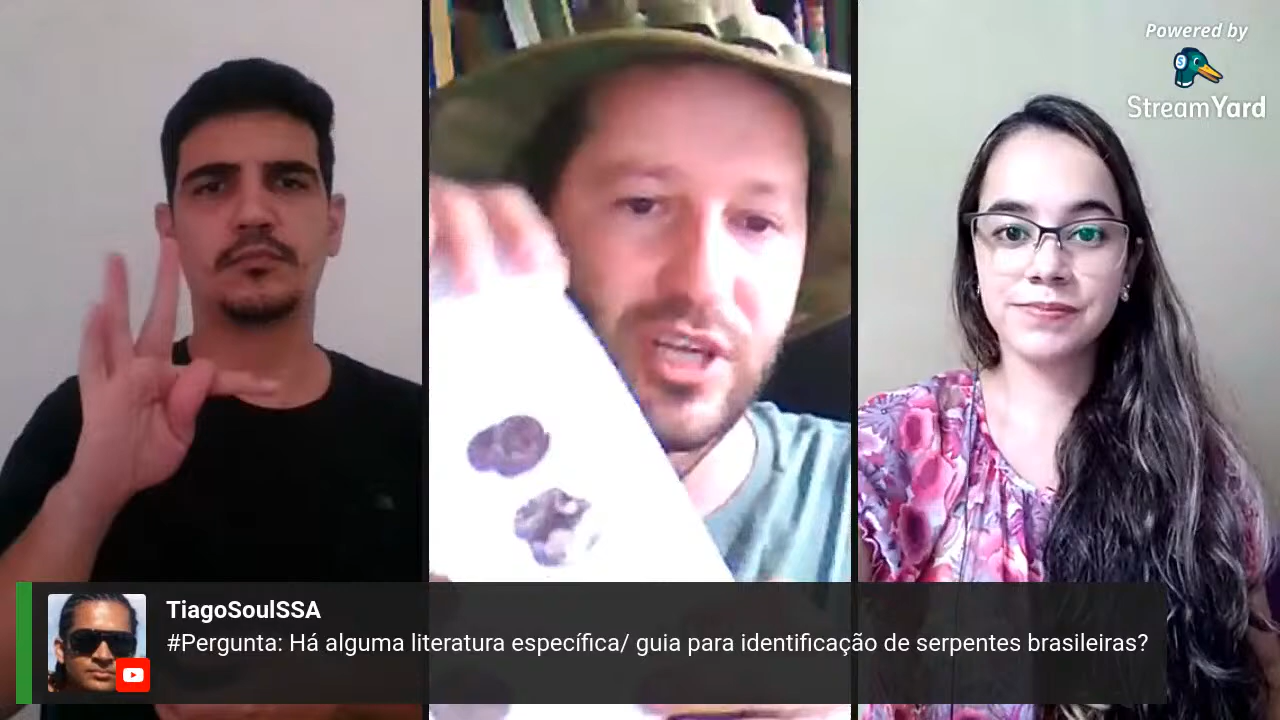 Powered by
StreamYard
TiagoSoulSSA
#Pergunta: Há alguma literatura específica/ guia para identificação de serpentes brasileiras?